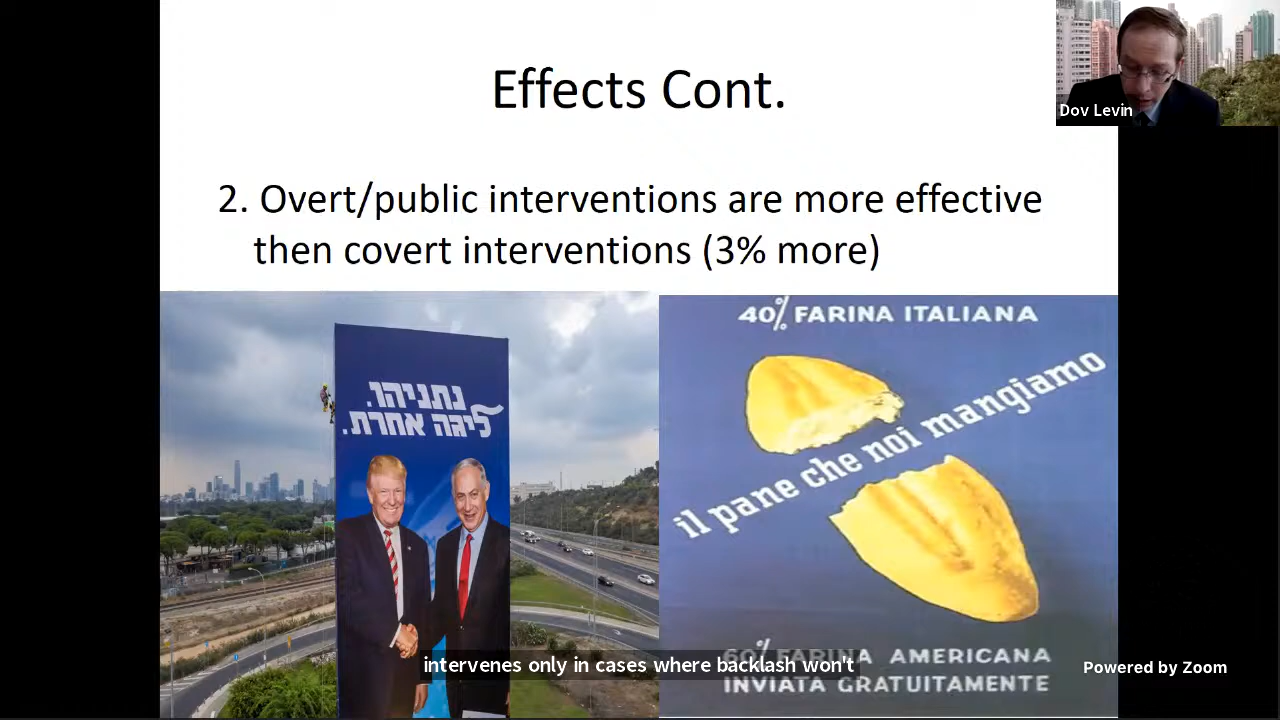 Effects Cont.
Dov Levin
2. Overt/public interventions are more effective
then covert interventions (3% more)
נתניהו.
ליגה אחרת.
40% FARINA ITALIANA
il pane che noi mangiamo
60% FARINA AMERICANA
INVIATA GRATUITAMENTE
intervenes only in cases where backlash won't
Powered by Zoom